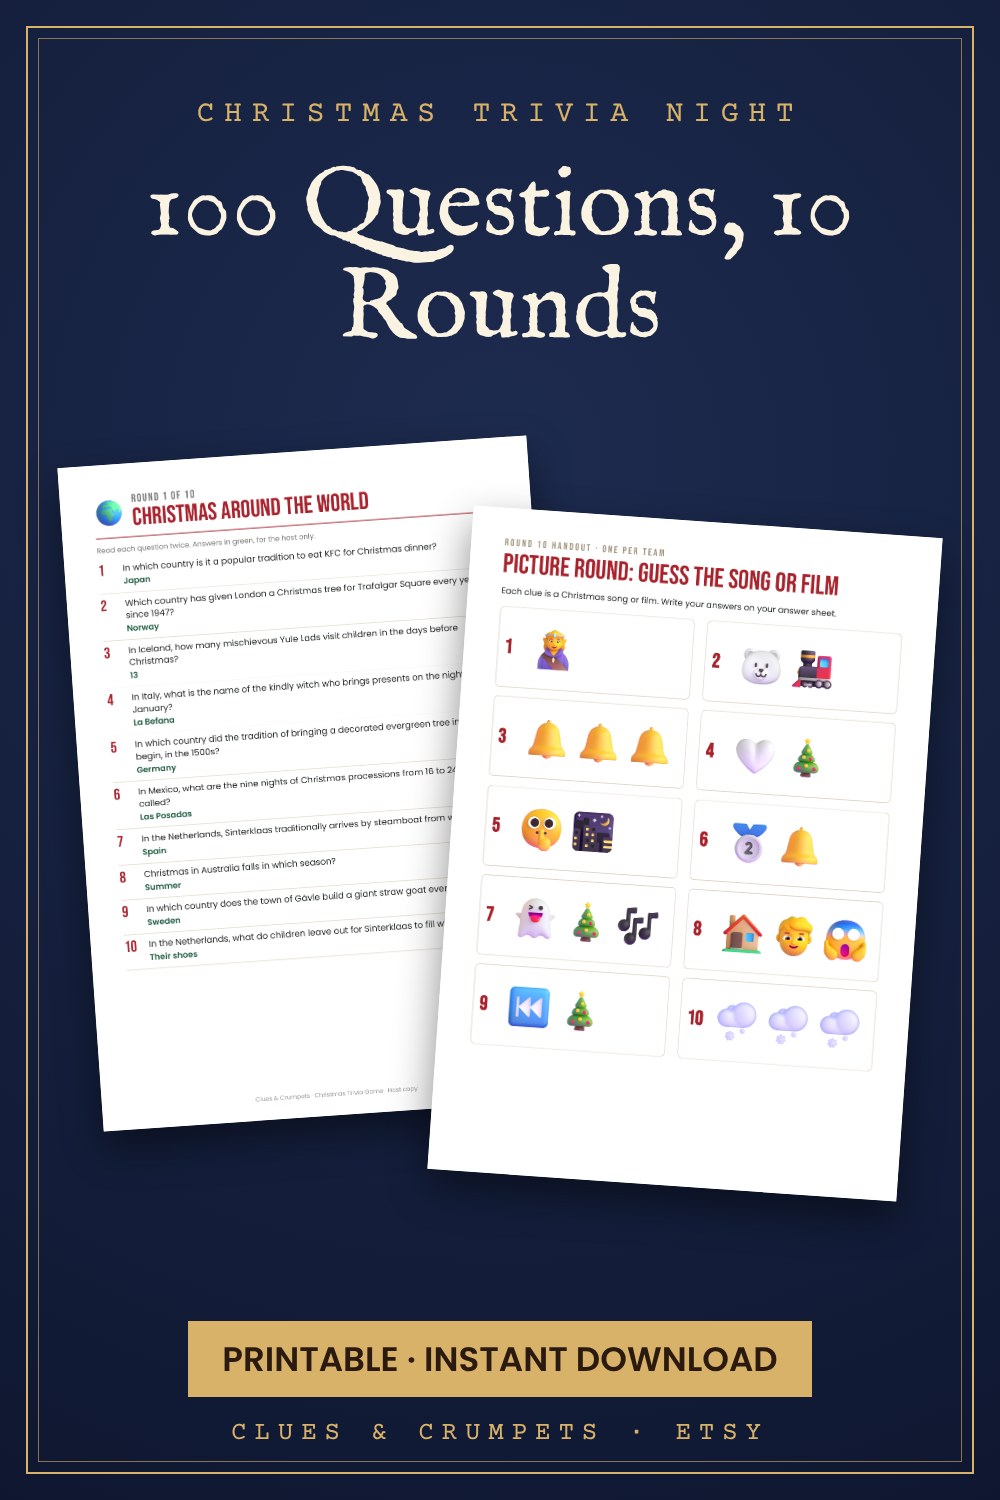 CHRISTMAS TRIVIA NIGHT
100 Questions, 10
Rounds
ROUND 1 OF 10
CHRISTMAS AROUND THE WORLD
Read each question twice. Answers in green, for the host only.
1 In which country is it a popular tradition to eat KFC for Christmas dinner?
Japan
2 Which country has given London a Christmas tree for Trafalgar Square every
since 1947?
Norway
3 In Iceland, how many mischievous Yule Lads visit children in the days before
Christmas?
13
4 In Italy, what is the name of the kindly witch who brings presents on the
January?
La Befana
5 In which country did the tradition of bringing a decorated evergreen tree
begin, in the 1500s?
Germany
6 In Mexico, what are the nine nights of Christmas processions from 16 to
called?
Las Posadas
7 In the Netherlands, Sinterklaas traditionally arrives by steamboat from
Spain
8 Christmas in Australia falls in which season?
Summer
9 In which country does the town of Gävle build a giant straw goat
Sweden
10 In the Netherlands, what do children leave out for Sinterklaas to fill
Their shoes
Clues & Crumpets · Christmas Trivia Game · Host copy
ROUND 10 HANDOUT · ONE PER TEAM
PICTURE ROUND: GUESS THE SONG OR FILM
Each clue is a Christmas song or film. Write your answers on your answer sheet.
1
2
3
4
5
6
2
7
8
9
10
PRINTABLE · INSTANT DOWNLOAD
CLUES & CRUMPETS · ETSY